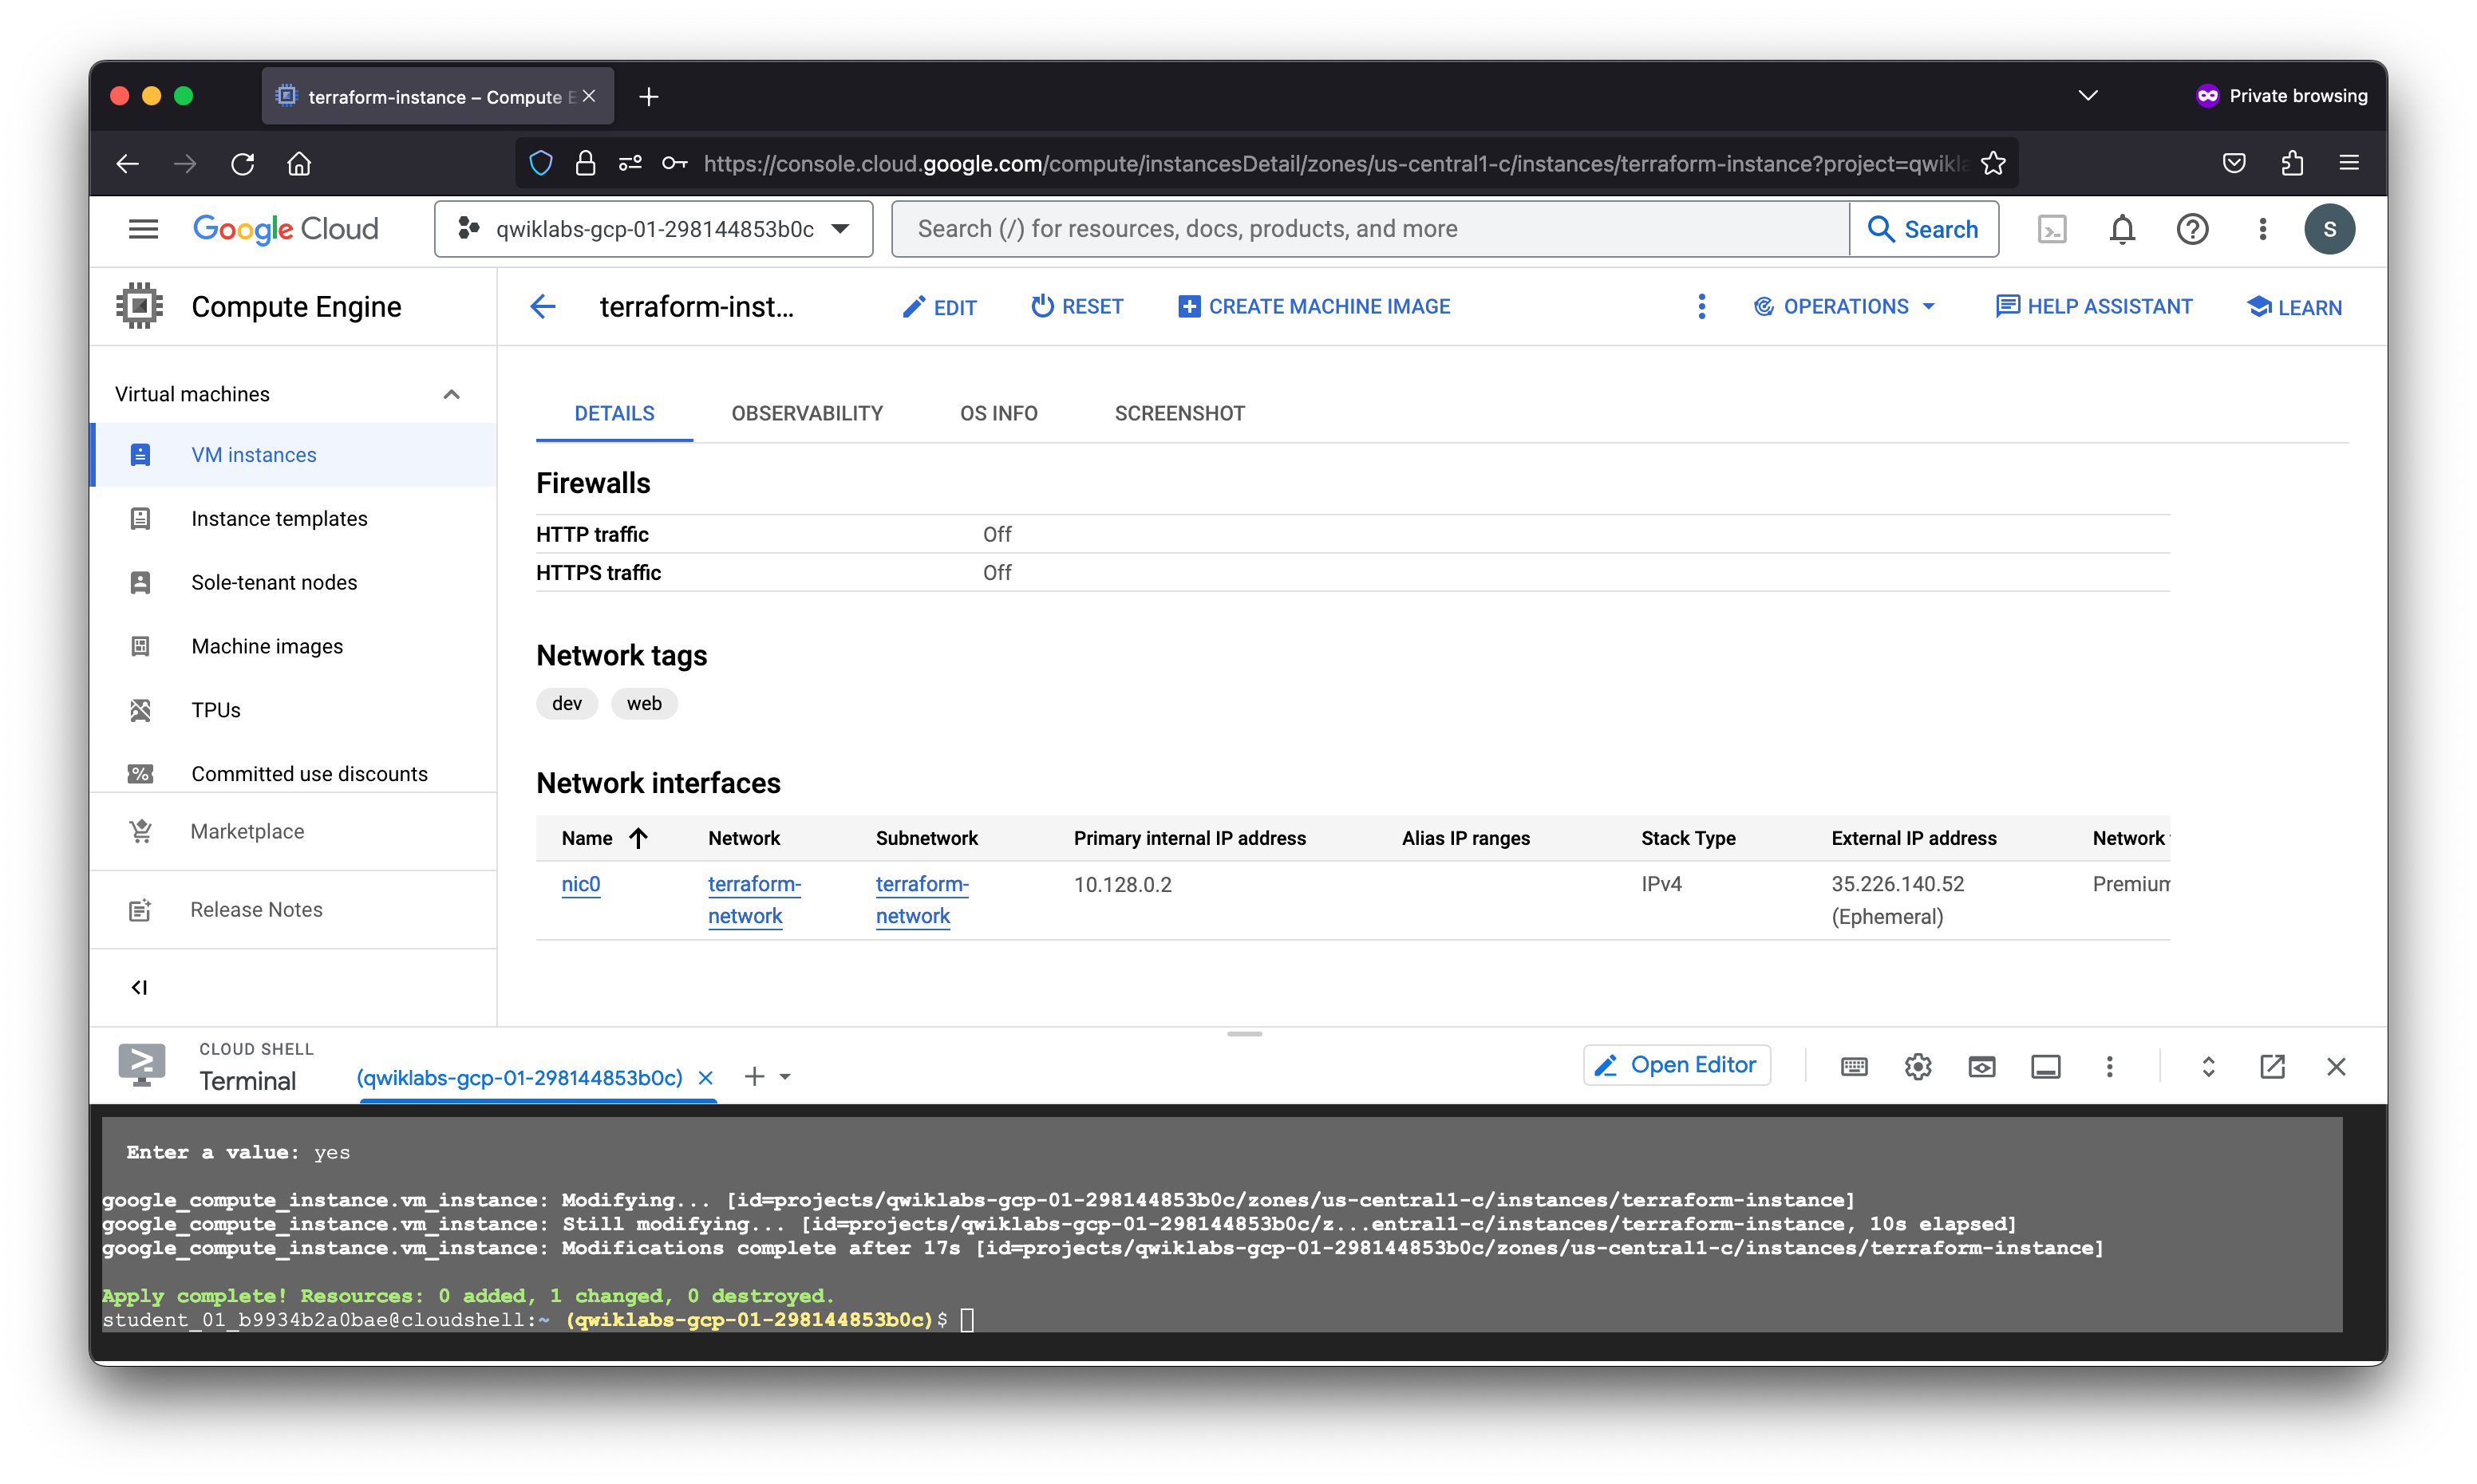 terraform-instance – Compute E
Private browsing
https://console.cloud.google.com/compute/instancesDetail/zones/us-central1-c/instances/terraform-instance?project=qwikla
Google Cloud
qwiklabs-gcp-01-298144853b0c
Search (/) for resources, docs, products, and more
Search
S
Compute Engine
terraform-inst...
EDIT
RESET
CREATE MACHINE IMAGE
OPERATIONS
HELP ASSISTANT
LEARN
Virtual machines
VM instances
Instance templates
Sole-tenant nodes
Machine images
TPUs
Committed use discounts
Marketplace
Release Notes
DETAILS OBSERVABILITY OS INFO SCREENSHOT
Firewalls
HTTP traffic Off
HTTPS traffic Off
Network tags
dev web
Network interfaces
Name Network Subnetwork Primary internal IP address Alias IP ranges Stack Type External IP address Network
nic0 terraform- terraform- 10.128.0.2 IPv4 35.226.140.52 Premium
network network (Ephemeral)
CLOUD SHELL
Terminal
(qwiklabs-gcp-01-298144853b0c)
Open Editor
Enter a value: yes
google_compute_instance.vm_instance: Modifying... [id=projects/qwiklabs-gcp-01-298144853b0c/zones/us-central1-c/instances/terraform-instance]
google_compute_instance.vm_instance: Still modifying... [id=projects/qwiklabs-gcp-01-298144853b0c/z...entral1-c/instances/terraform-instance, 10s elapsed]
google_compute_instance.vm_instance: Modifications complete after 17s [id=projects/qwiklabs-gcp-01-298144853b0c/zones/us-central1-c/instances/terraform-instance]
Apply complete! Resources: 0 added, 1 changed, 0 destroyed.
student_01_b9934b2a0bae@cloudshell:~ (qwiklabs-gcp-01-298144853b0c)$